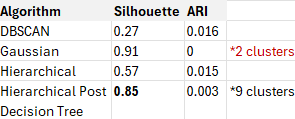 Algorithm Silhouette ARI
DBSCAN 0.27 0.016
Gaussian 0.91 0 *2 clusters
Hierarchical 0.57 0.015
Hierarchical Post 0.85 0.003 *9 clusters
Decision Tree